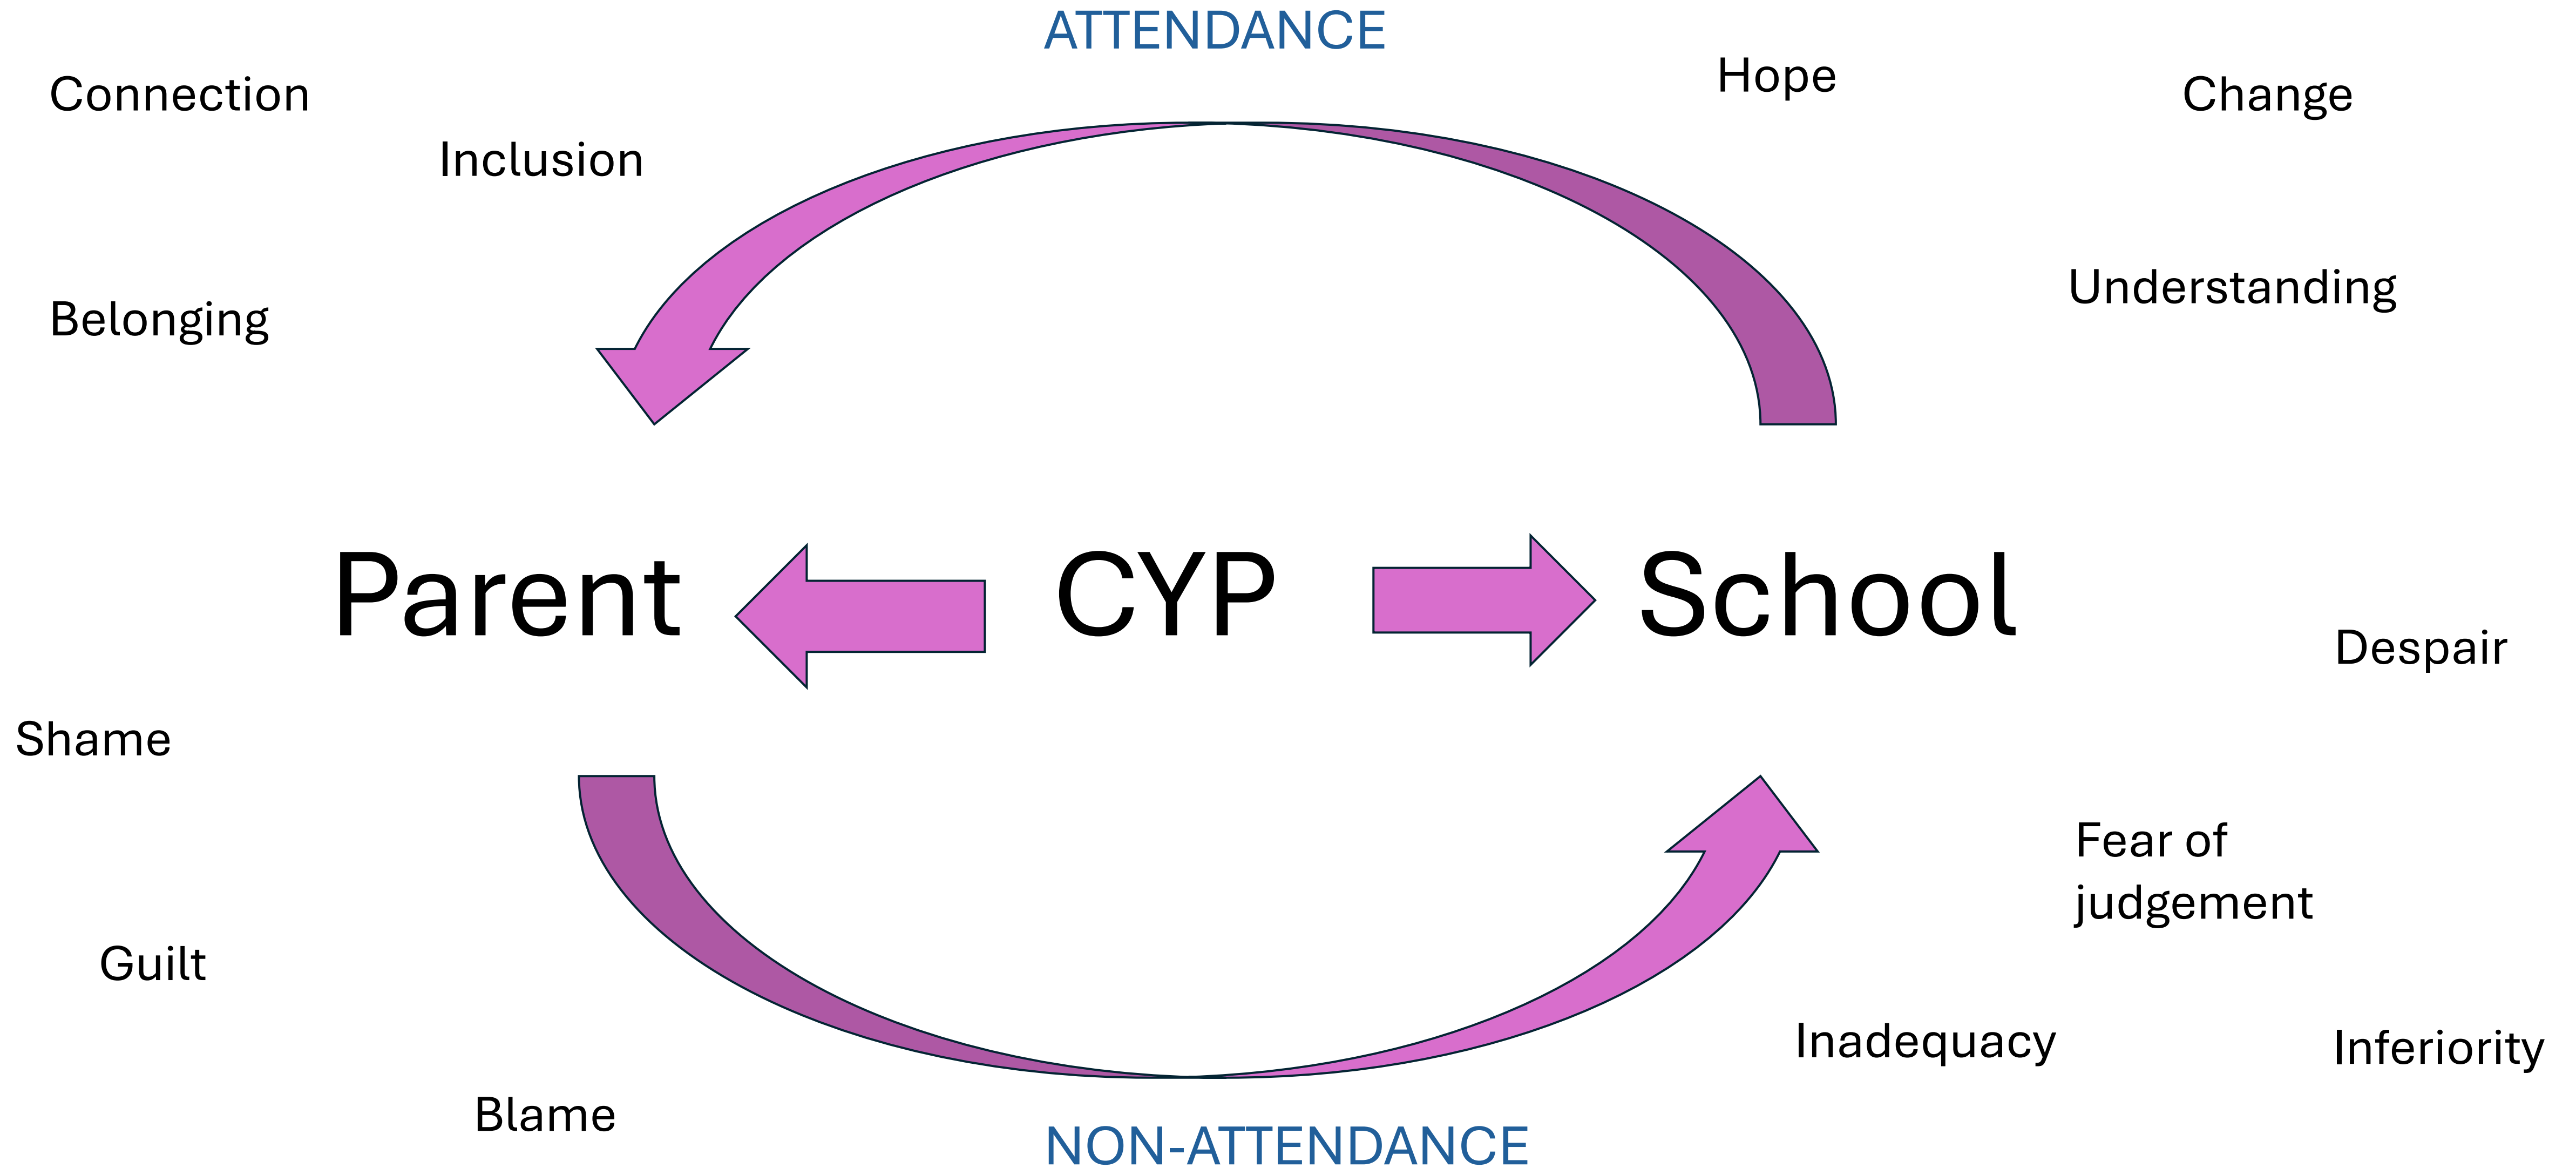 ATTENDANCE
Hope
Connection
Change
Inclusion
Understanding
Belonging
Parent
CYP
School
Despair
Shame
Fear of
judgement
Guilt
Inadequacy
Inferiority
Blame
NON-ATTENDANCE